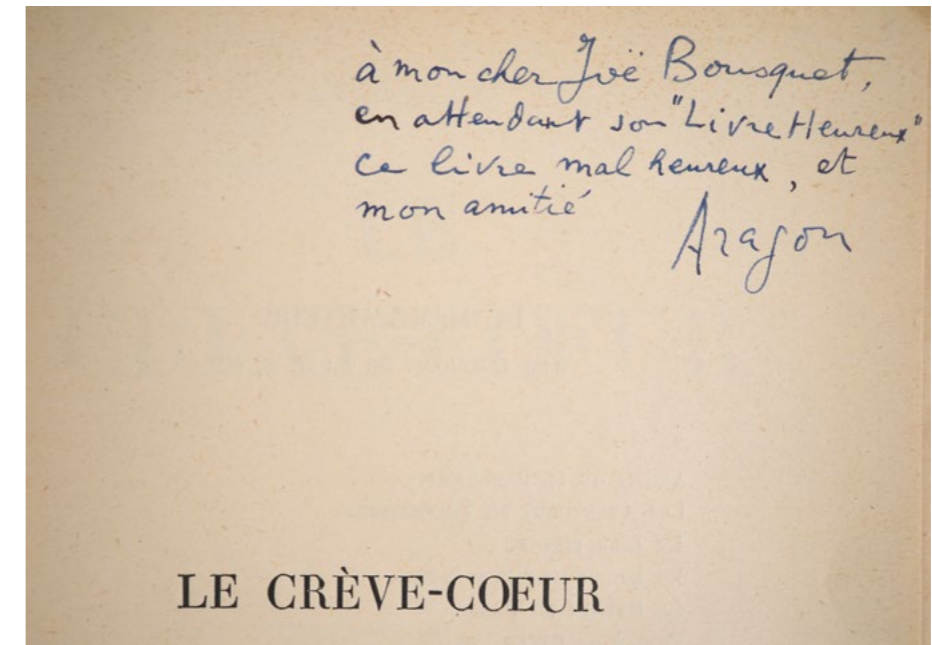 à mon cher Joë Bousquet,
en attendant son "Livre Heureux"
ce livre malheureux, et
mon amitié
Aragon
LE CRÈVE-COEUR